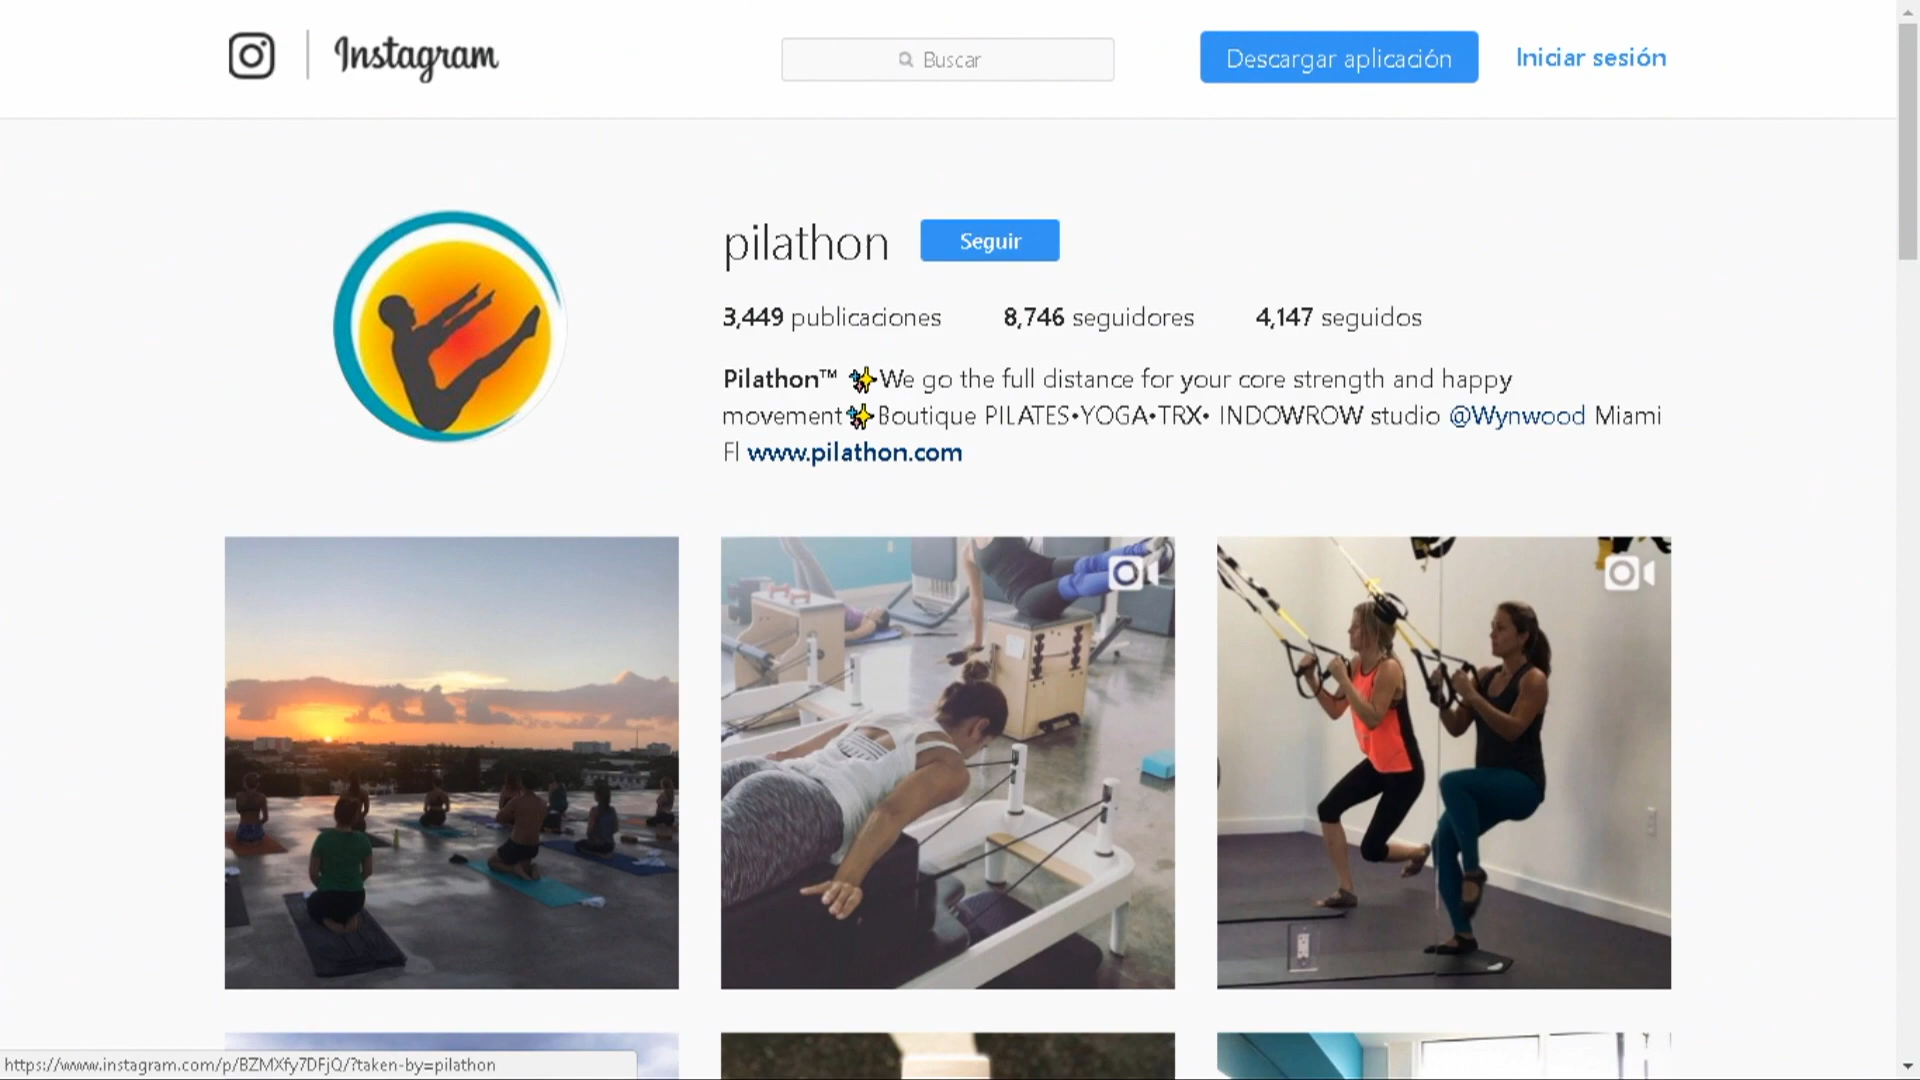 Instagram
Buscar
Descargar aplicación
Iniciar sesión
pilathon
Seguir
3,449 publicaciones
8,746 seguidores
4,147 seguidos
Pilathon™ ✨We go the full distance for your core strength and happy
movement✨Boutique PILATES•YOGA•TRX• INDOWROW studio @Wynwood Miami
Fl www.pilathon.com
https://www.instagram.com/p/BZMXfy7DFjQ/?taken-by=pilathon